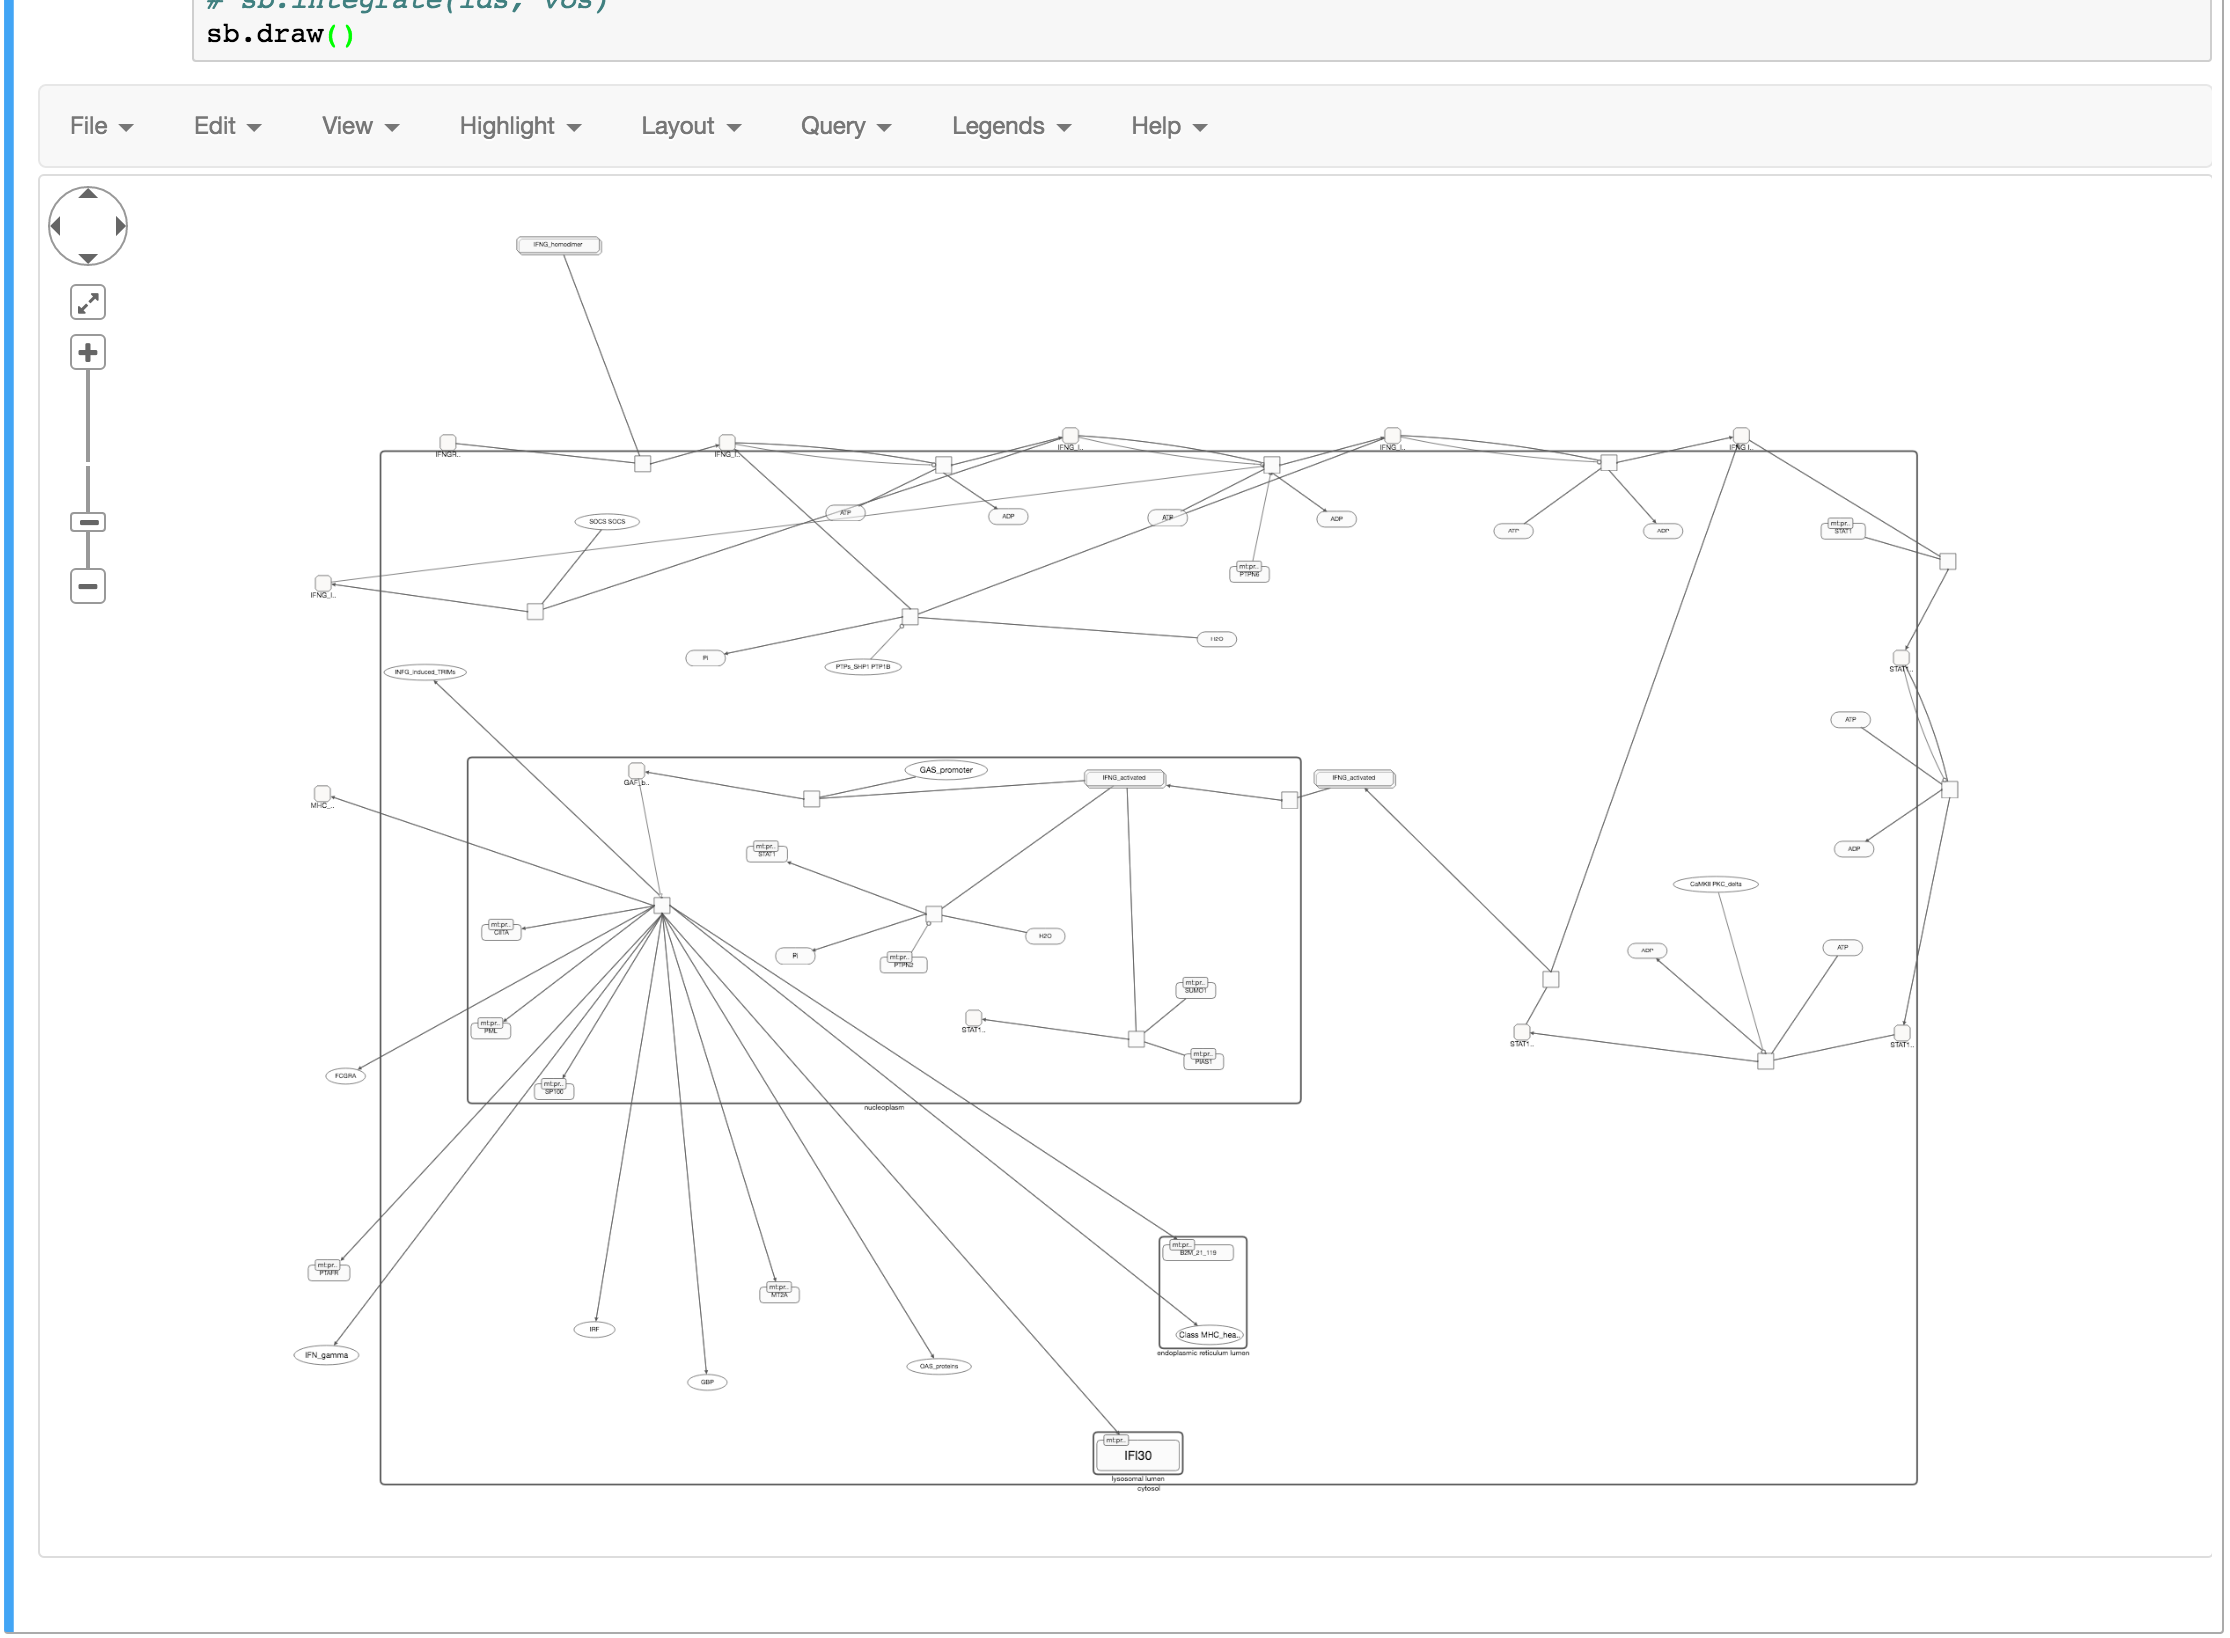 # sb.integrate(ids, vos)
sb.draw()
File Edit View Highlight Layout Query Legends Help
IFNG_homodimer
IFNGR..
IFNG_I..
IFNG_I..
IFNG_I..
IFNG_I..
SOCS SOCS
ATP
ADP
ATP
ADP
ATP
ADP
mt:pr..
STAT1
mt:pr..
PTPN6
IFNG_I..
H2O
Pi
PTPs_SHP1 PTP1B
STAT1..
INFG_induced_TRIMs
ATP
GAF_b..
GAS_promoter
IFNG_activated
IFNG_activated
MHC_..
mt:pr..
STAT1
ADP
CaMKII PKC_delta
mt:pr..
CIITA
Pi
mt:pr..
PTPN2
H2O
ADP
ATP
mt:pr..
SUMO1
mt:pr..
PML
STAT1..
mt:pr..
PIAS1
STAT1..
STAT1..
FCGRA
mt:pr..
SP100
nucleoplasm
mt:pr..
B2M_21_119
mt:pr..
PTAFR
mt:pr..
MT2A
IRF
Class MHC_hea..
endoplasmic reticulum lumen
IFN_gamma
OAS_proteins
GBP
mt:pr..
IFI30
lysosomal lumen
cytosol